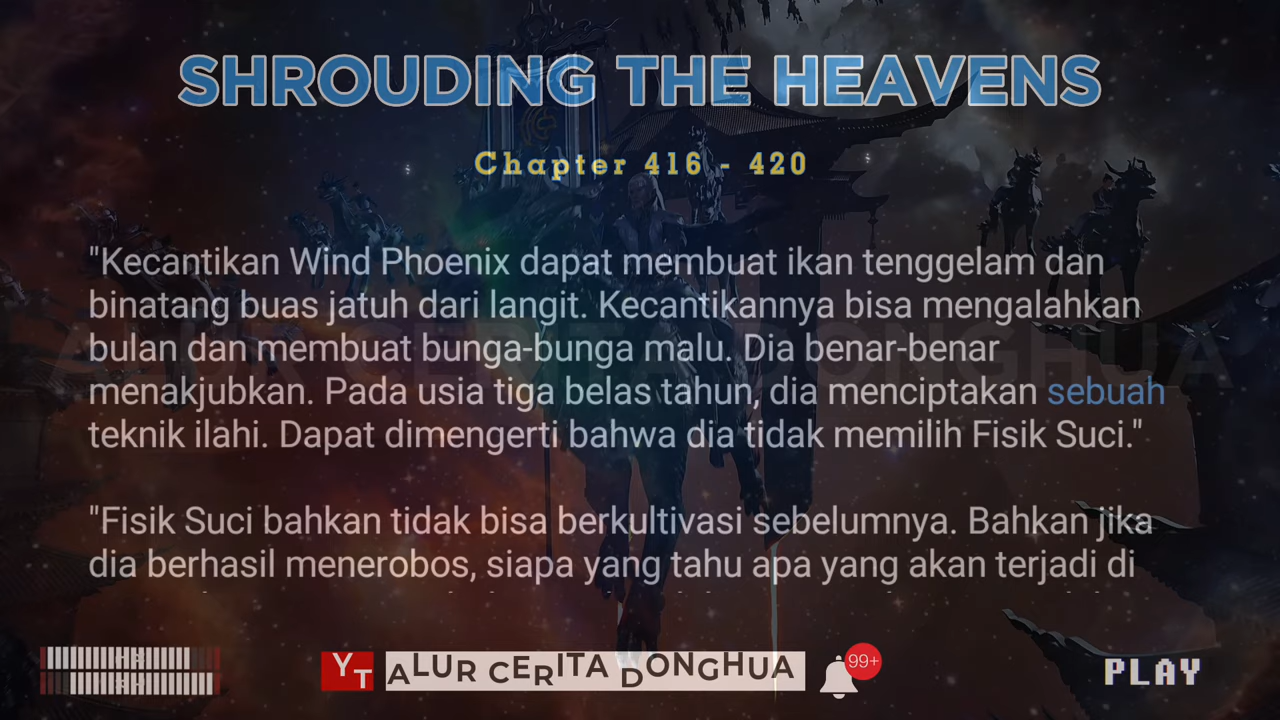 SHROUDING THE HEAVENS
Chapter 416 - 420
"Kecantikan Wind Phoenix dapat membuat ikan tenggelam dan
binatang buas jatuh dari langit. Kecantikannya bisa mengalahkan
bulan dan membuat bunga-bunga malu. Dia benar-benar
menakjubkan. Pada usia tiga belas tahun, dia menciptakan sebuah
teknik ilahi. Dapat dimengerti bahwa dia tidak memilih Fisik Suci."
"Fisik Suci bahkan tidak bisa berkultivasi sebelumnya. Bahkan jika
dia berhasil menerobos, siapa yang tahu apa yang akan terjadi di
ALUR CERITA DONGHUA
YT ALUR CERITA DONGHUA 99+
PLAY